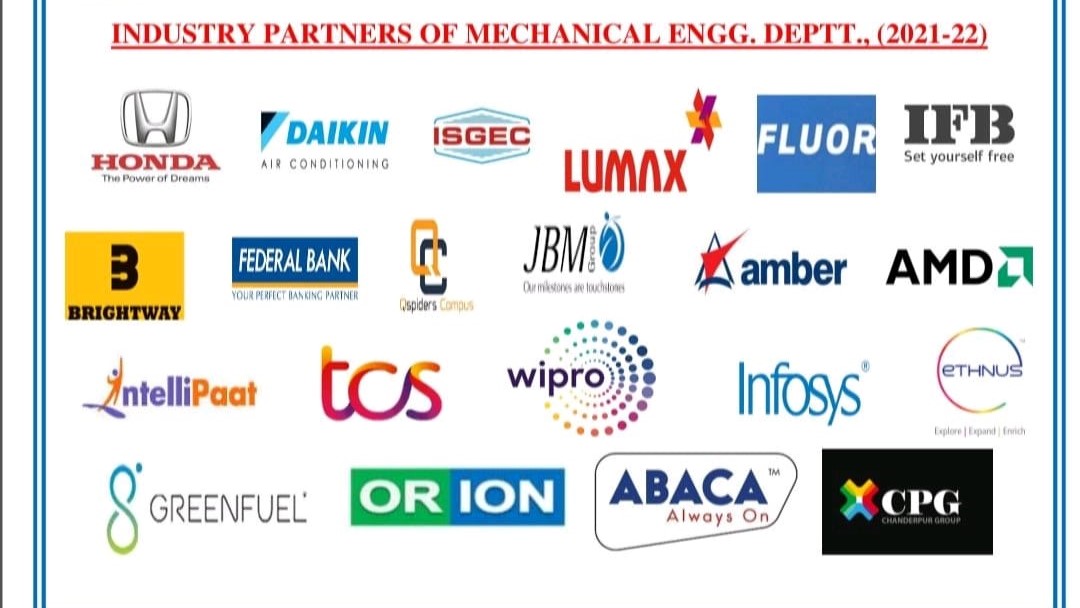 INDUSTRY PARTNERS OF MECHANICAL ENGG. DEPTT., (2021-22)
HONDA
The Power of Dreams
DAIKIN
AIR CONDITIONING
ISGEC
LUMAX
FLUOR
IFB
Set yourself free
B
BRIGHTWAY
FEDERAL BANK
YOUR PERFECT BANKING PARTNER
QC
Qspiders Campus
JBM Group
Our milestones are touchstones
amber
AMD
intelliPaat
tcs
wipro
Infosys®
eTHNUS
Explore | Expand | Enrich
GREENFUEL
ORION
ABACA™
Always On
CPG
CHANDERPUR GROUP